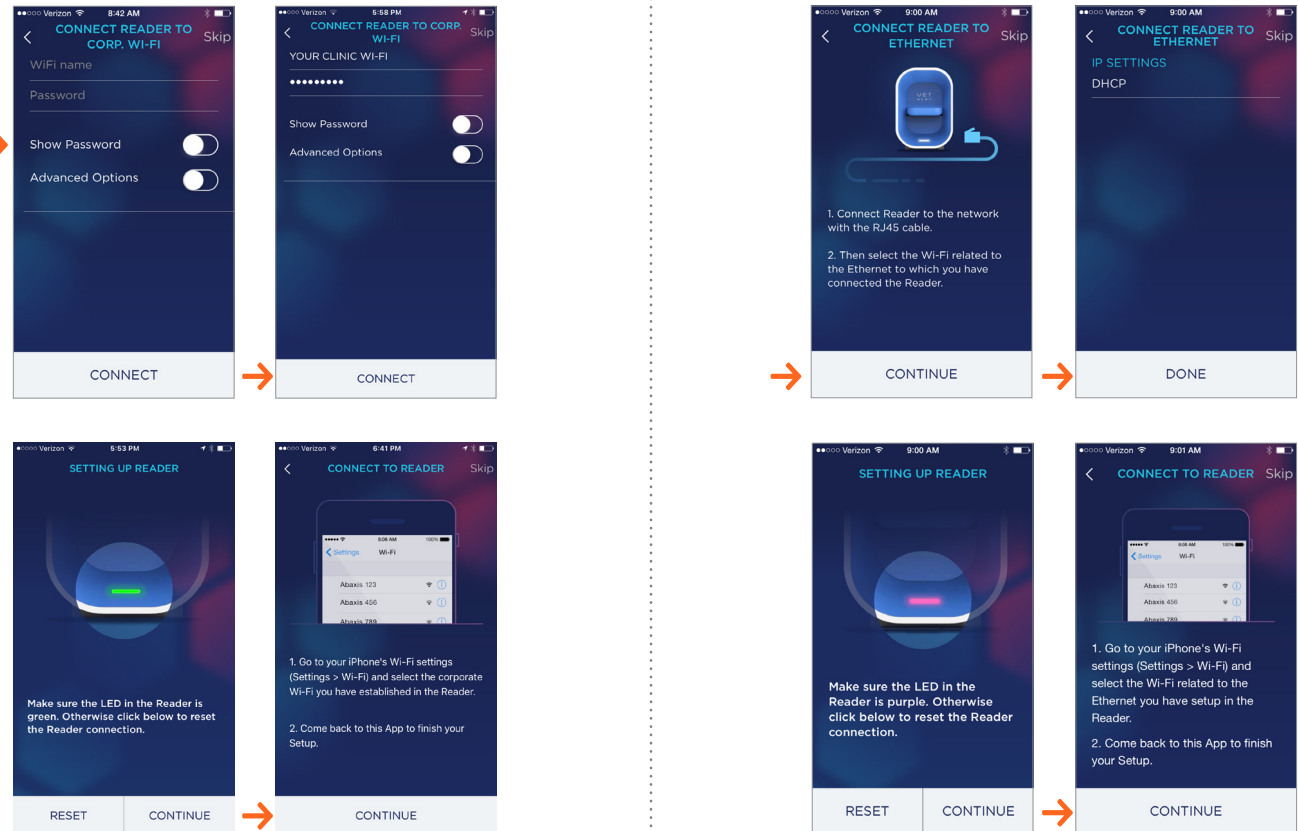 ●●○○○ Verizon 8:42 AM
CONNECT READER TO
CORP. WI-FI
Skip
WiFi name
Password
Show Password
Advanced Options
CONNECT
●●○○○ Verizon 5:58 PM
CONNECT READER TO CORP.
WI-FI
Skip
YOUR CLINIC WI-FI
●●●●●●●●●
Show Password
Advanced Options
CONNECT
●○○○○ Verizon 9:00 AM
CONNECT READER TO
ETHERNET
Skip
VET
1. Connect Reader to the network
with the RJ45 cable.
2. Then select the Wi-Fi related to
the Ethernet to which you have
connected the Reader.
CONTINUE
●●○○○ Verizon 9:00 AM
CONNECT READER TO
ETHERNET
Skip
IP SETTINGS
DHCP
DONE
●○○○○ Verizon 5:53 PM
SETTING UP READER
Make sure the LED in the Reader is
green. Otherwise click below to reset
the Reader connection.
RESET CONTINUE
●●○○○ Verizon 6:41 PM
CONNECT TO READER Skip
●●●●● 8:08 AM 100%
Settings Wi-Fi
Abaxis 123
Abaxis 456
Abaxis 789
1. Go to your iPhone's Wi-Fi settings
(Settings > Wi-Fi) and select the corporate
Wi-Fi you have established in the Reader.
2. Come back to this App to finish your
Setup.
CONTINUE
●●○○○ Verizon 9:00 AM
SETTING UP READER
Make sure the LED in the
Reader is purple. Otherwise
click below to reset the Reader
connection.
RESET CONTINUE
●●○○○ Verizon 9:01 AM
CONNECT TO READER Skip
●●●●● 8:08 AM 100%
Settings Wi-Fi
Abaxis 123
Abaxis 456
Abaxis 789
1. Go to your iPhone's Wi-Fi
settings (Settings > Wi-Fi) and
select the Wi-Fi related to the
Ethernet you have setup in the
Reader.
2. Come back to this App to finish
your Setup.
CONTINUE